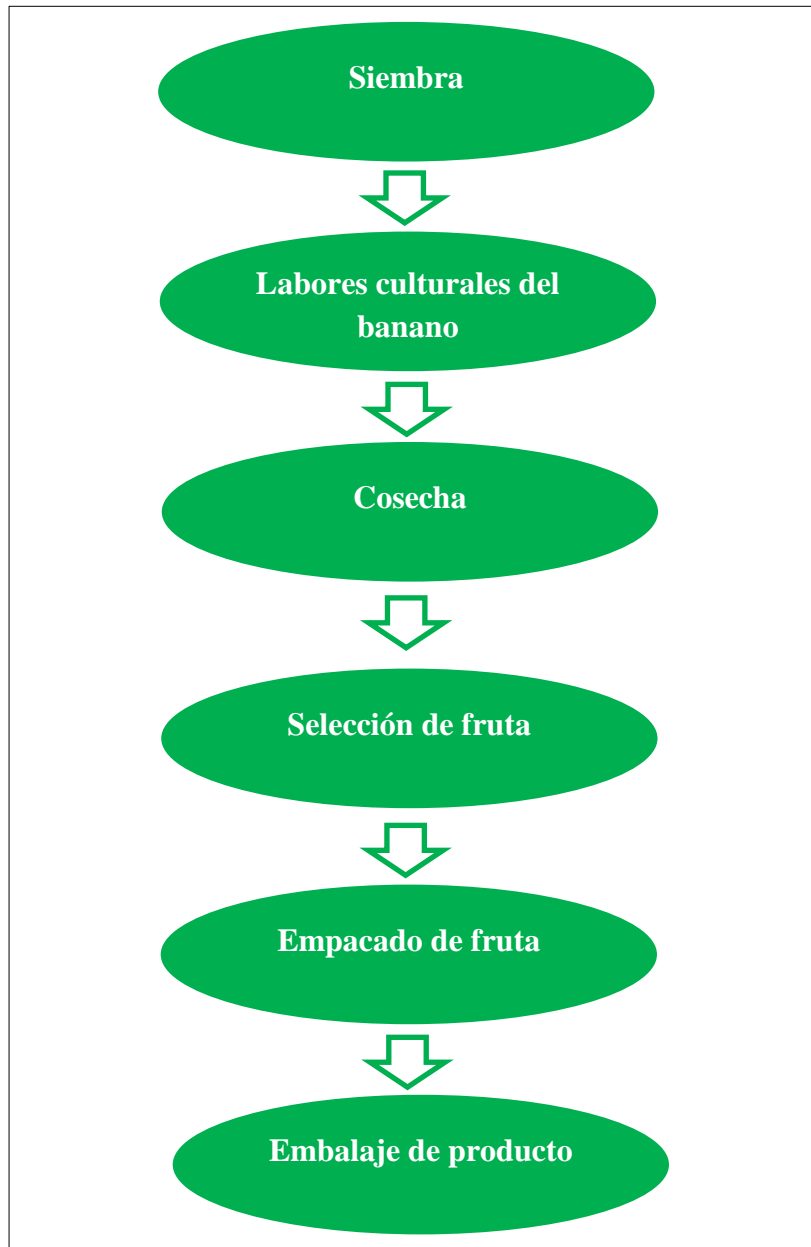 Siembra
Labores culturales del
banano
Cosecha
Selección de fruta
Empacado de fruta
Embalaje de producto